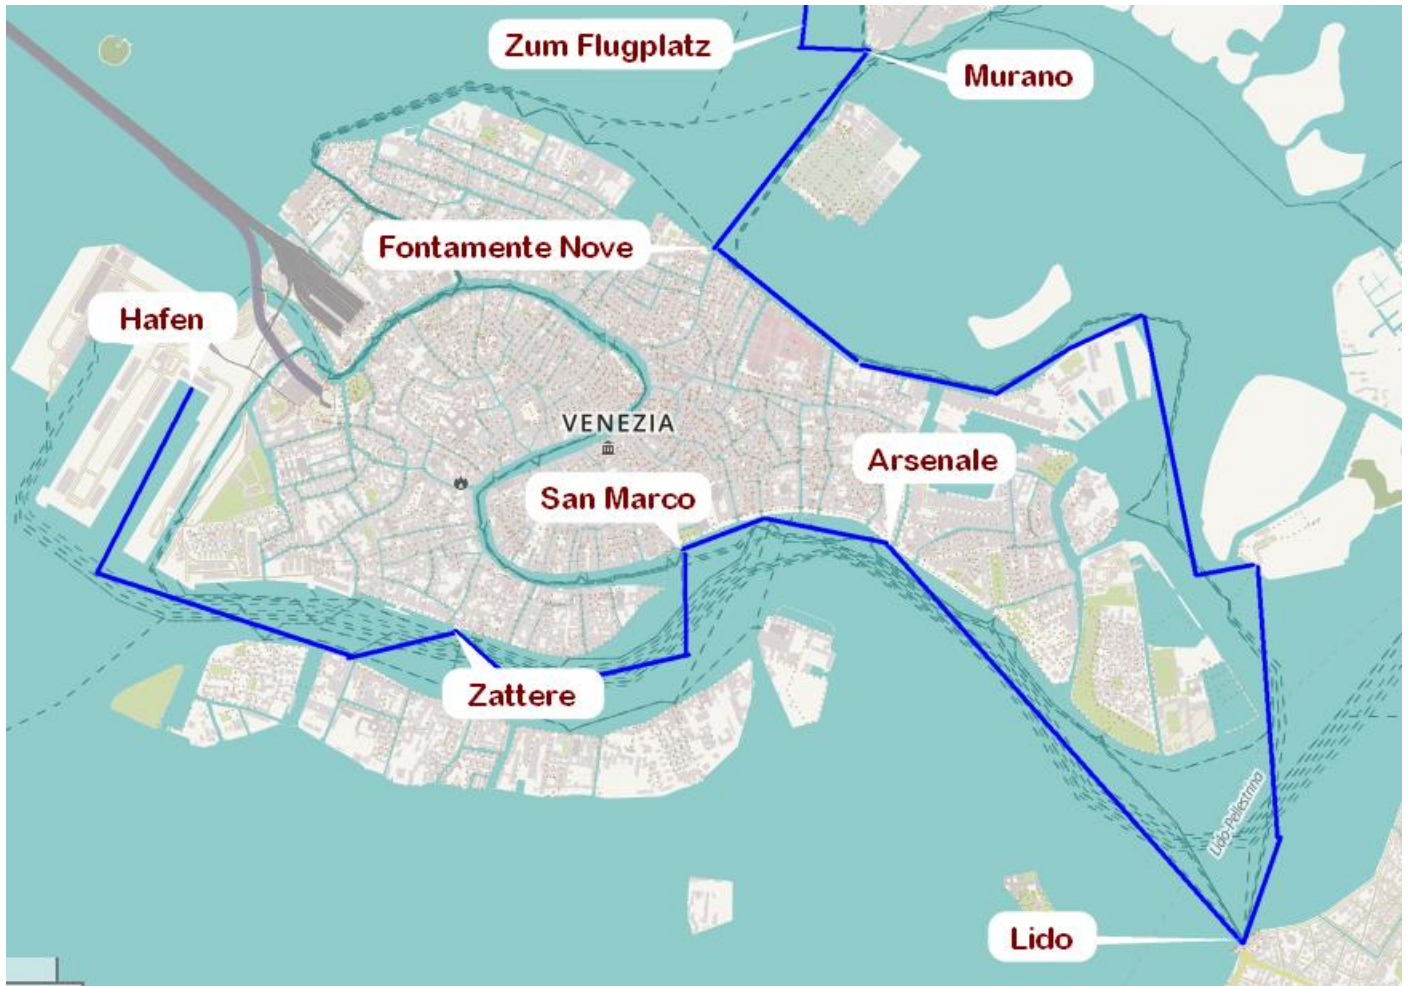 Zum Flugplatz
Murano
Fontamente Nove
Hafen
VENEZIA
Arsenale
San Marco
Zattere
Lido-Pellestrina
Lido